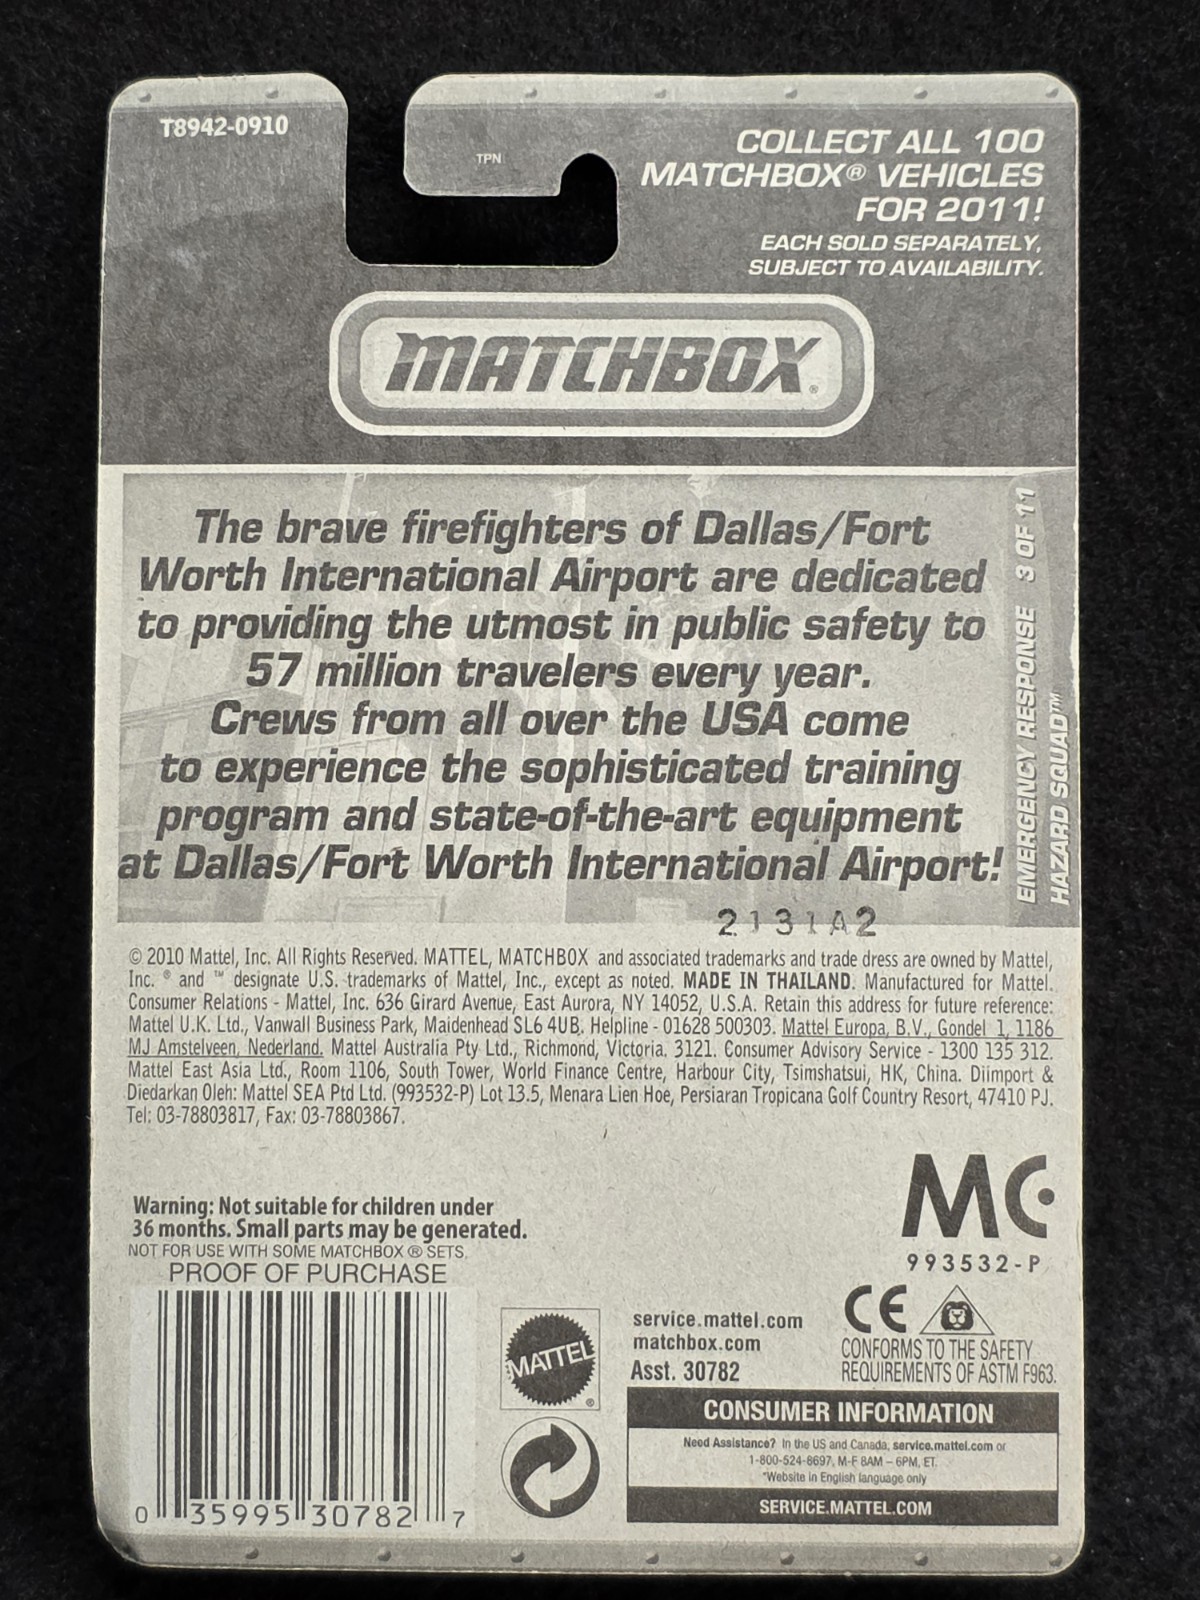 T8942-0910
TPN
COLLECT ALL 100
MATCHBOX® VEHICLES
FOR 2011!
EACH SOLD SEPARATELY,
SUBJECT TO AVAILABILITY.
MATCHBOX®
The brave firefighters of Dallas/Fort
Worth International Airport are dedicated
to providing the utmost in public safety to
57 million travelers every year.
Crews from all over the USA come
to experience the sophisticated training
program and state-of-the-art equipment
at Dallas/Fort Worth International Airport!
EMERGENCY RESPONSE 3 OF 11
HAZARD SQUAD™
2131A2
© 2010 Mattel, Inc. All Rights Reserved. MATTEL, MATCHBOX and associated trademarks and trade dress are owned by Mattel,
Inc. ® and ™ designate U.S. trademarks of Mattel, Inc., except as noted. MADE IN THAILAND. Manufactured for Mattel.
Consumer Relations - Mattel, Inc. 636 Girard Avenue, East Aurora, NY 14052, U.S.A. Retain this address for future reference:
Mattel U.K. Ltd., Vanwall Business Park, Maidenhead SL6 4UB. Helpline - 01628 500303. Mattel Europa, B.V., Gondel 1, 1186
MJ Amstelveen, Nederland. Mattel Australia Pty Ltd., Richmond, Victoria. 3121. Consumer Advisory Service - 1300 135 312.
Mattel East Asia Ltd., Room 1106, South Tower, World Finance Centre, Harbour City, Tsimshatsui, HK, China. Diimport &
Diedarkan Oleh: Mattel SEA Ptd Ltd. (993532-P) Lot 13.5, Menara Lien Hoe, Persiaran Tropicana Golf Country Resort, 47410 PJ.
Tel: 03-78803817, Fax: 03-78803867.
MC
993532-P
Warning: Not suitable for children under
36 months. Small parts may be generated.
NOT FOR USE WITH SOME MATCHBOX ® SETS.
PROOF OF PURCHASE
0 35995 30782 7
MATTEL®
service.mattel.com
matchbox.com
Asst. 30782
CE
CONFORMS TO THE SAFETY
REQUIREMENTS OF ASTM F963.
CONSUMER INFORMATION
Need Assistance? In the US and Canada, service.mattel.com or
1-800-524-8697, M-F 8AM – 6PM, ET.
*Website in English language only
SERVICE.MATTEL.COM